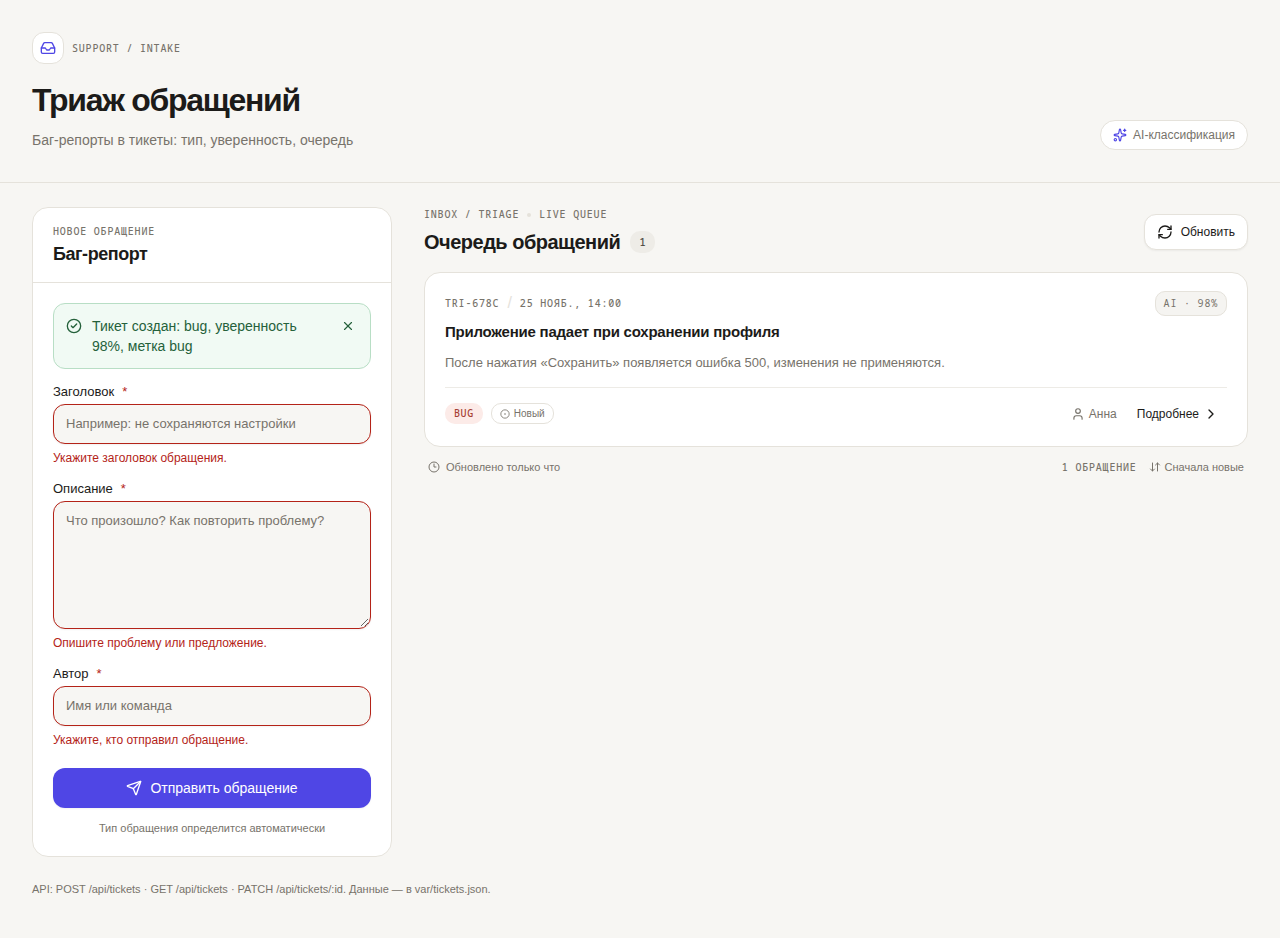 SUPPORT / INTAKE
Триаж обращений
Баг-репорты в тикеты: тип, уверенность, очередь
AI-классификация
НОВОЕ ОБРАЩЕНИЕ
Баг-репорт
Тикет создан: bug, уверенность
98%, метка bug
Заголовок *
Например: не сохраняются настройки
Укажите заголовок обращения.
Описание *
Что произошло? Как повторить проблему?
Опишите проблему или предложение.
Автор *
Имя или команда
Укажите, кто отправил обращение.
Отправить обращение
Тип обращения определится автоматически
INBOX / TRIAGE LIVE QUEUE
Очередь обращений 1
Обновить
TRI-678C / 25 НОЯБ., 14:00
AI · 98%
Приложение падает при сохранении профиля
После нажатия «Сохранить» появляется ошибка 500, изменения не применяются.
BUG Новый
Анна Подробнее
Обновлено только что
1 ОБРАЩЕНИЕ Сначала новые
API: POST /api/tickets · GET /api/tickets · PATCH /api/tickets/:id. Данные — в var/tickets.json.